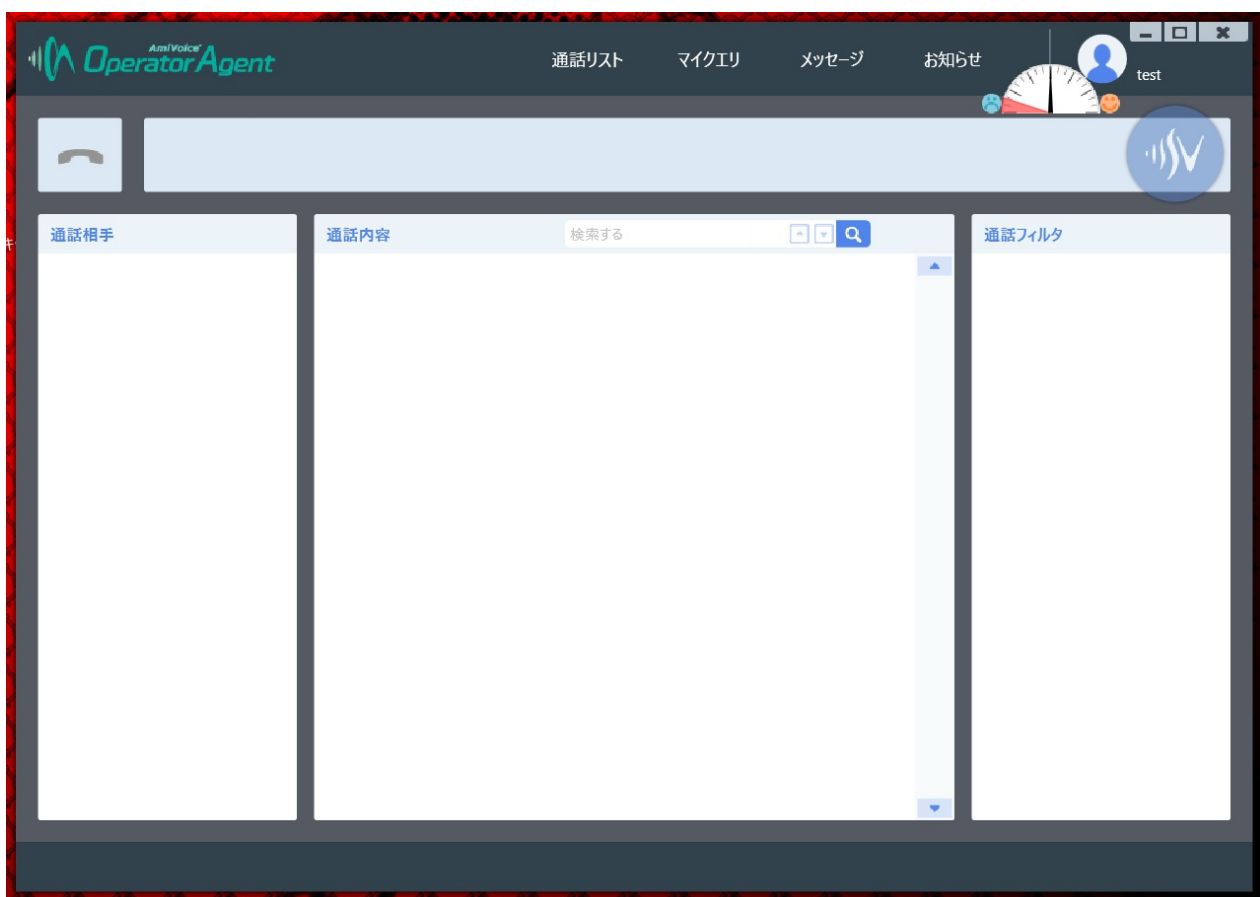 AmiVoice®
Operator Agent
通話リスト
マイクエリ
メッセージ
お知らせ
test
通話相手
通話内容
検索する
通話フィルタ